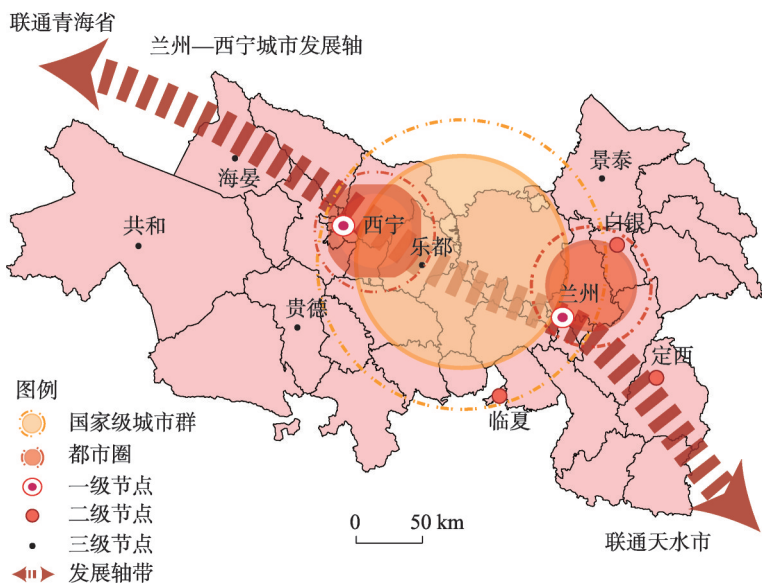 联通青海省
兰州—西宁城市发展轴
景泰
海晏
共和
西宁
白银
乐都
兰州
贵德
定西
临夏
图例
国家级城市群
都市圈
一级节点
二级节点
三级节点
发展轴带
0 50 km
联通天水市